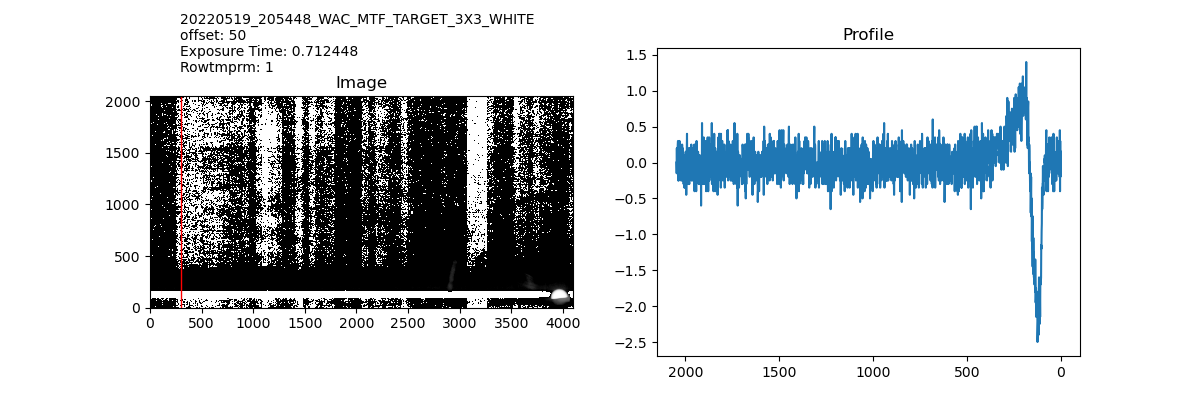 20220519_205448_WAC_MTF_TARGET_3X3_WHITE
offset: 50
Exposure Time: 0.712448
Rowtmprm: 1
Image
2000
1500
1000
500
0
0 500 1000 1500 2000 2500 3000 3500 4000
Profile
1.5
1.0
0.5
0.0
−0.5
−1.0
−1.5
−2.0
−2.5
2000 1500 1000 500 0